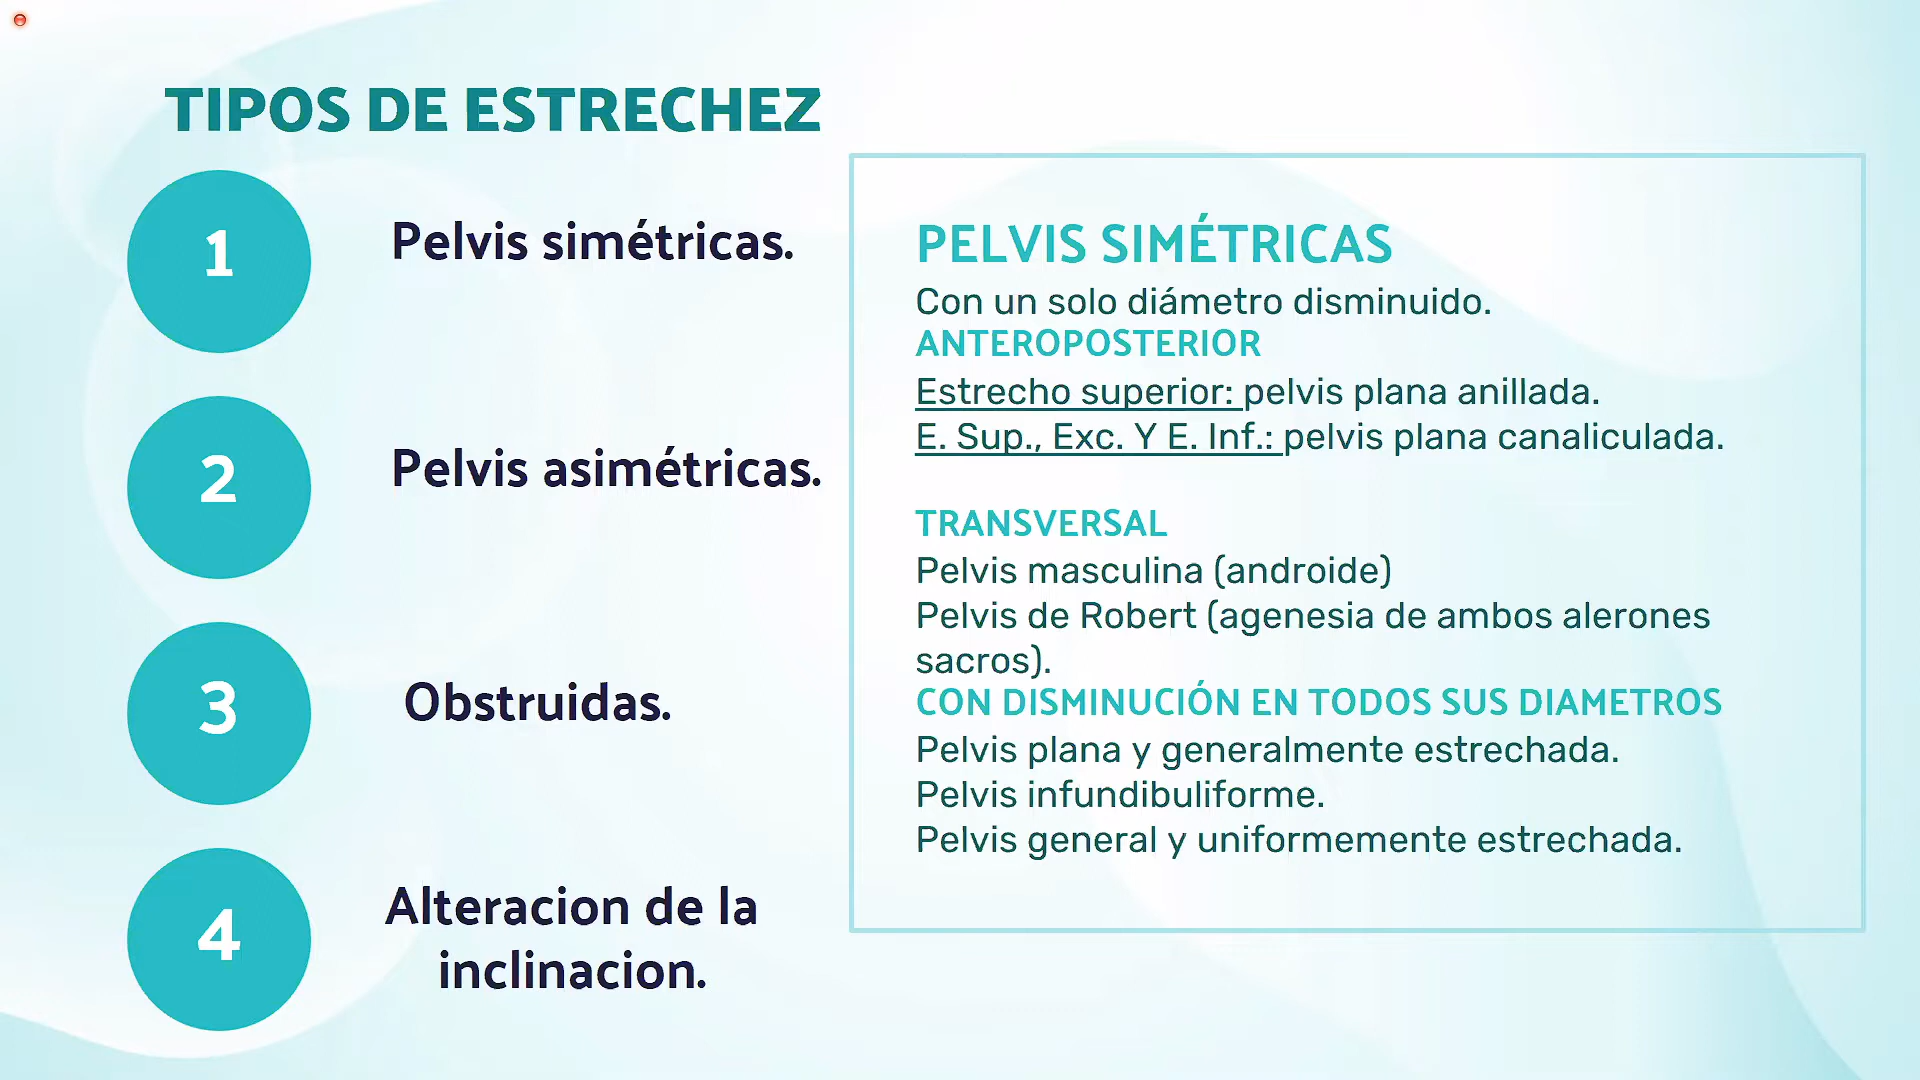 TIPOS DE ESTRECHEZ
1
Pelvis simétricas.
2
Pelvis asimétricas.
3
Obstruidas.
4
Alteracion de la
inclinacion.
PELVIS SIMÉTRICAS
Con un solo diámetro disminuido.
ANTEROPOSTERIOR
Estrecho superior: pelvis plana anillada.
E. Sup., Exc. Y E. Inf.: pelvis plana canaliculada.
TRANSVERSAL
Pelvis masculina (androide)
Pelvis de Robert (agenesia de ambos alerones
sacros).
CON DISMINUCIÓN EN TODOS SUS DIAMETROS
Pelvis plana y generalmente estrechada.
Pelvis infundibuliforme.
Pelvis general y uniformemente estrechada.